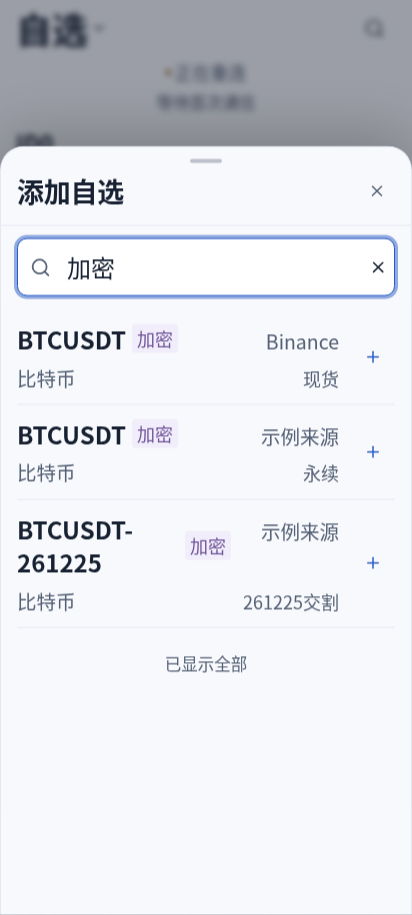 自选
正在重连
等待首次通信
添加自选
加密
BTCUSDT 加密 Binance
比特币 现货
BTCUSDT 加密 示例来源
比特币 永续
BTCUSDT-261225 加密 示例来源
比特币 261225交割
已显示全部